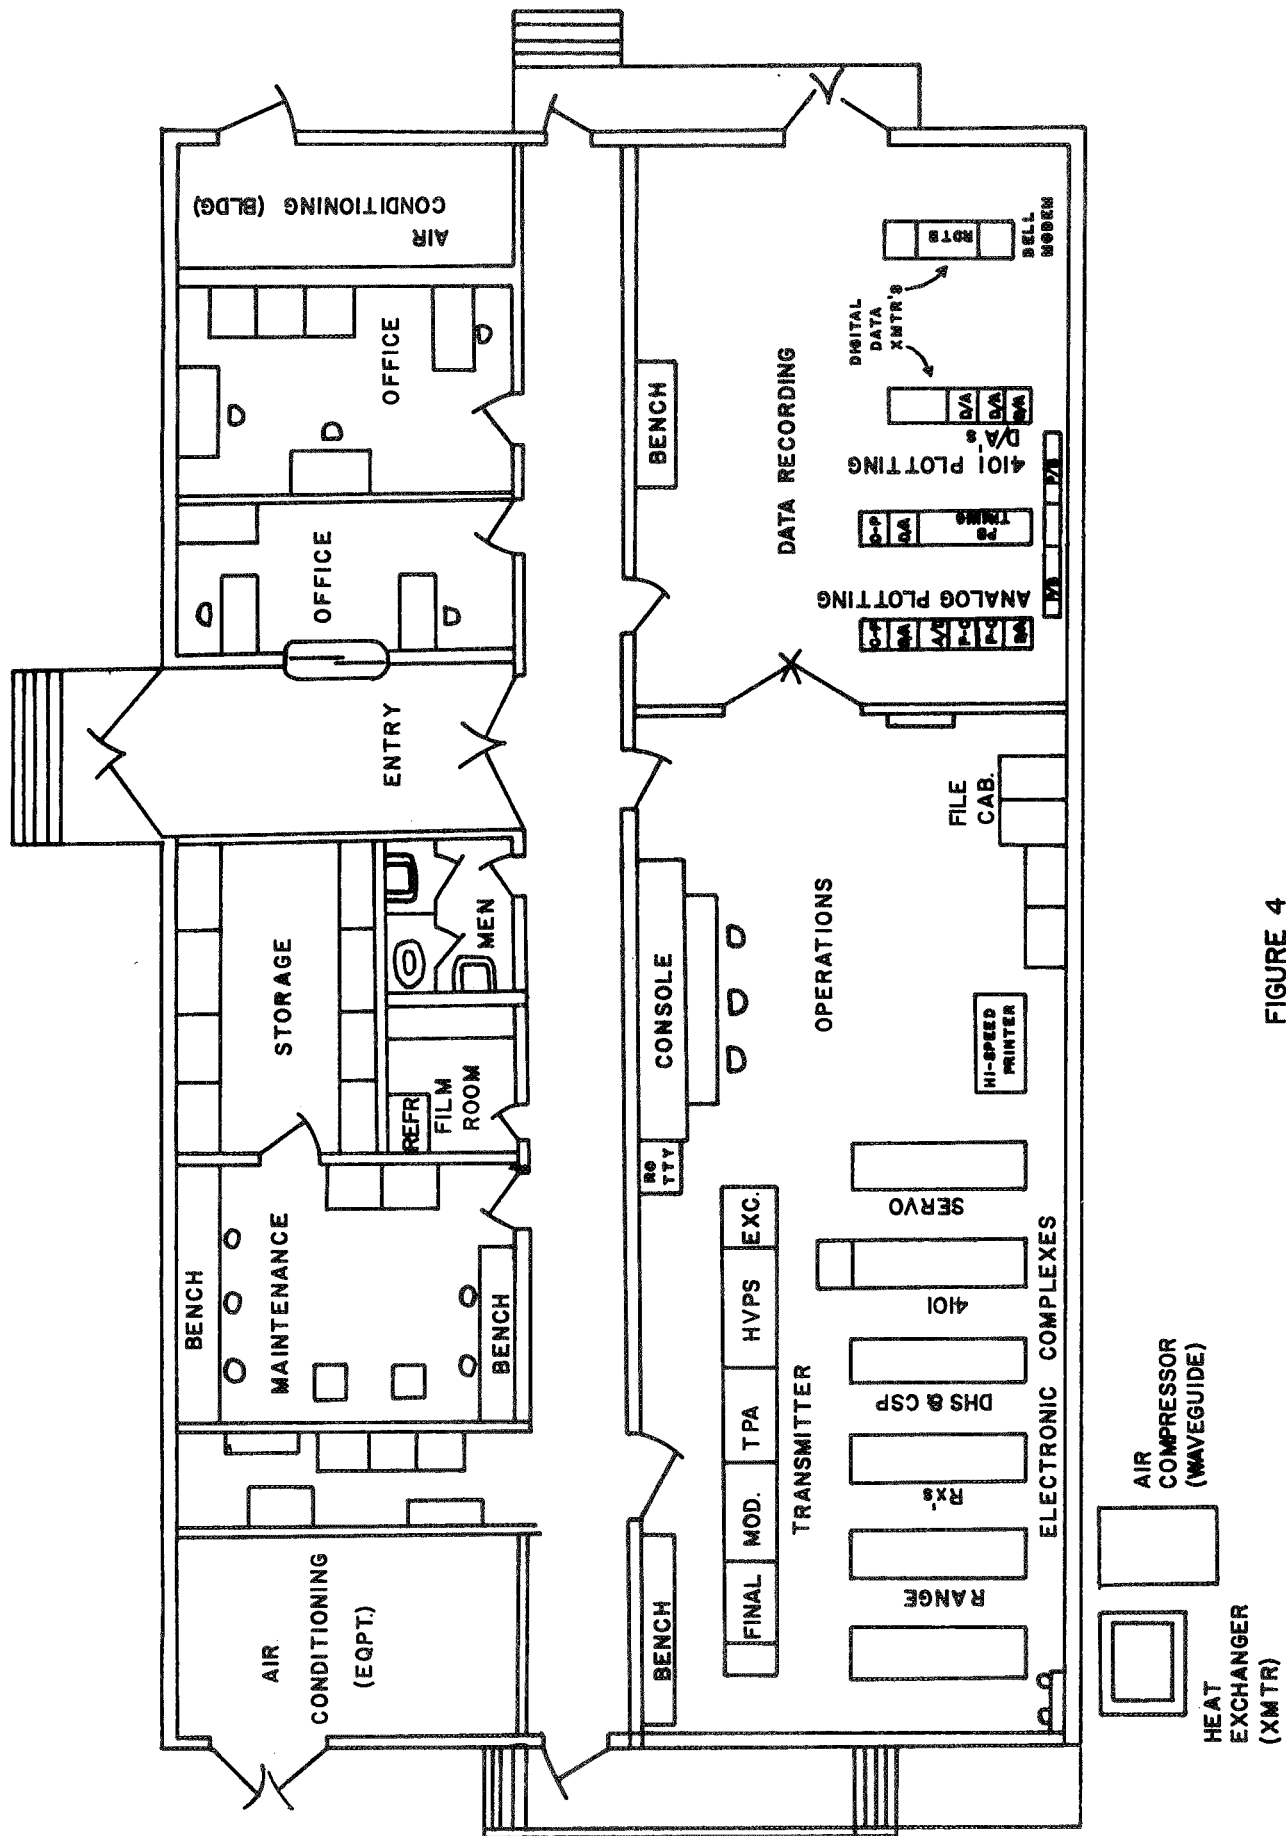 AIR
CONDITIONING
(EQPT.)
BENCH
MAINTENANCE
BENCH
STORAGE
REFR
FILM
ROOM
MEN
ENTRY
OFFICE
OFFICE
AIR
CONDITIONING (BLDG)
BENCH
FINAL
MOD.
TPA
HVPS
EXC.
TRANSMITTER
RO
TTY
CONSOLE
OPERATIONS
RANGE
Rx's
DHS & CSP
4101
SERVO
ELECTRONIC COMPLEXES
HI-SPEED
PRINTER
FILE
CAB.
BENCH
DATA RECORDING
ANALOG PLOTTING
C-P
A/D
P-C
P-C
C-P
D/A
TIMING
4101 PLOTTING
D/A's
D/A
D/A
D/A
P/B
P/B
DIGITAL
DATA
XMTR'S
RDTS
BELL
MODEM
HEAT
EXCHANGER
(XMTR)
AIR
COMPRESSOR
(WAVEGUIDE)
FIGURE 4